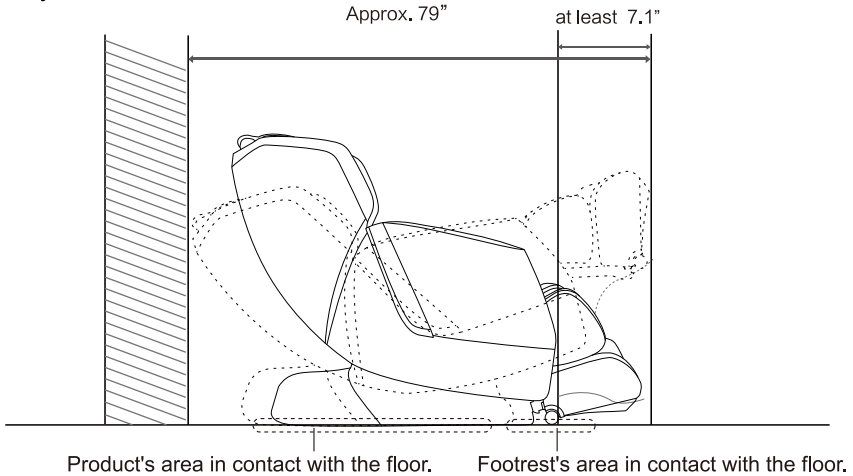 Approx. 79"
at least 7.1"
Product's area in contact with the floor.
Footrest's area in contact with the floor.